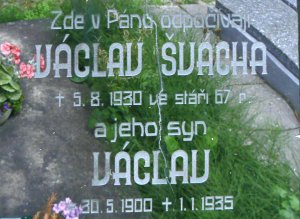 Zde v Pánu odpočívají
VÁCLAV ŠVÁCHA
+ 5. 8. 1930 ve stáří 67 r.
a jeho syn
VÁCLAV
30. 5. 1900 + 1. 1. 1935